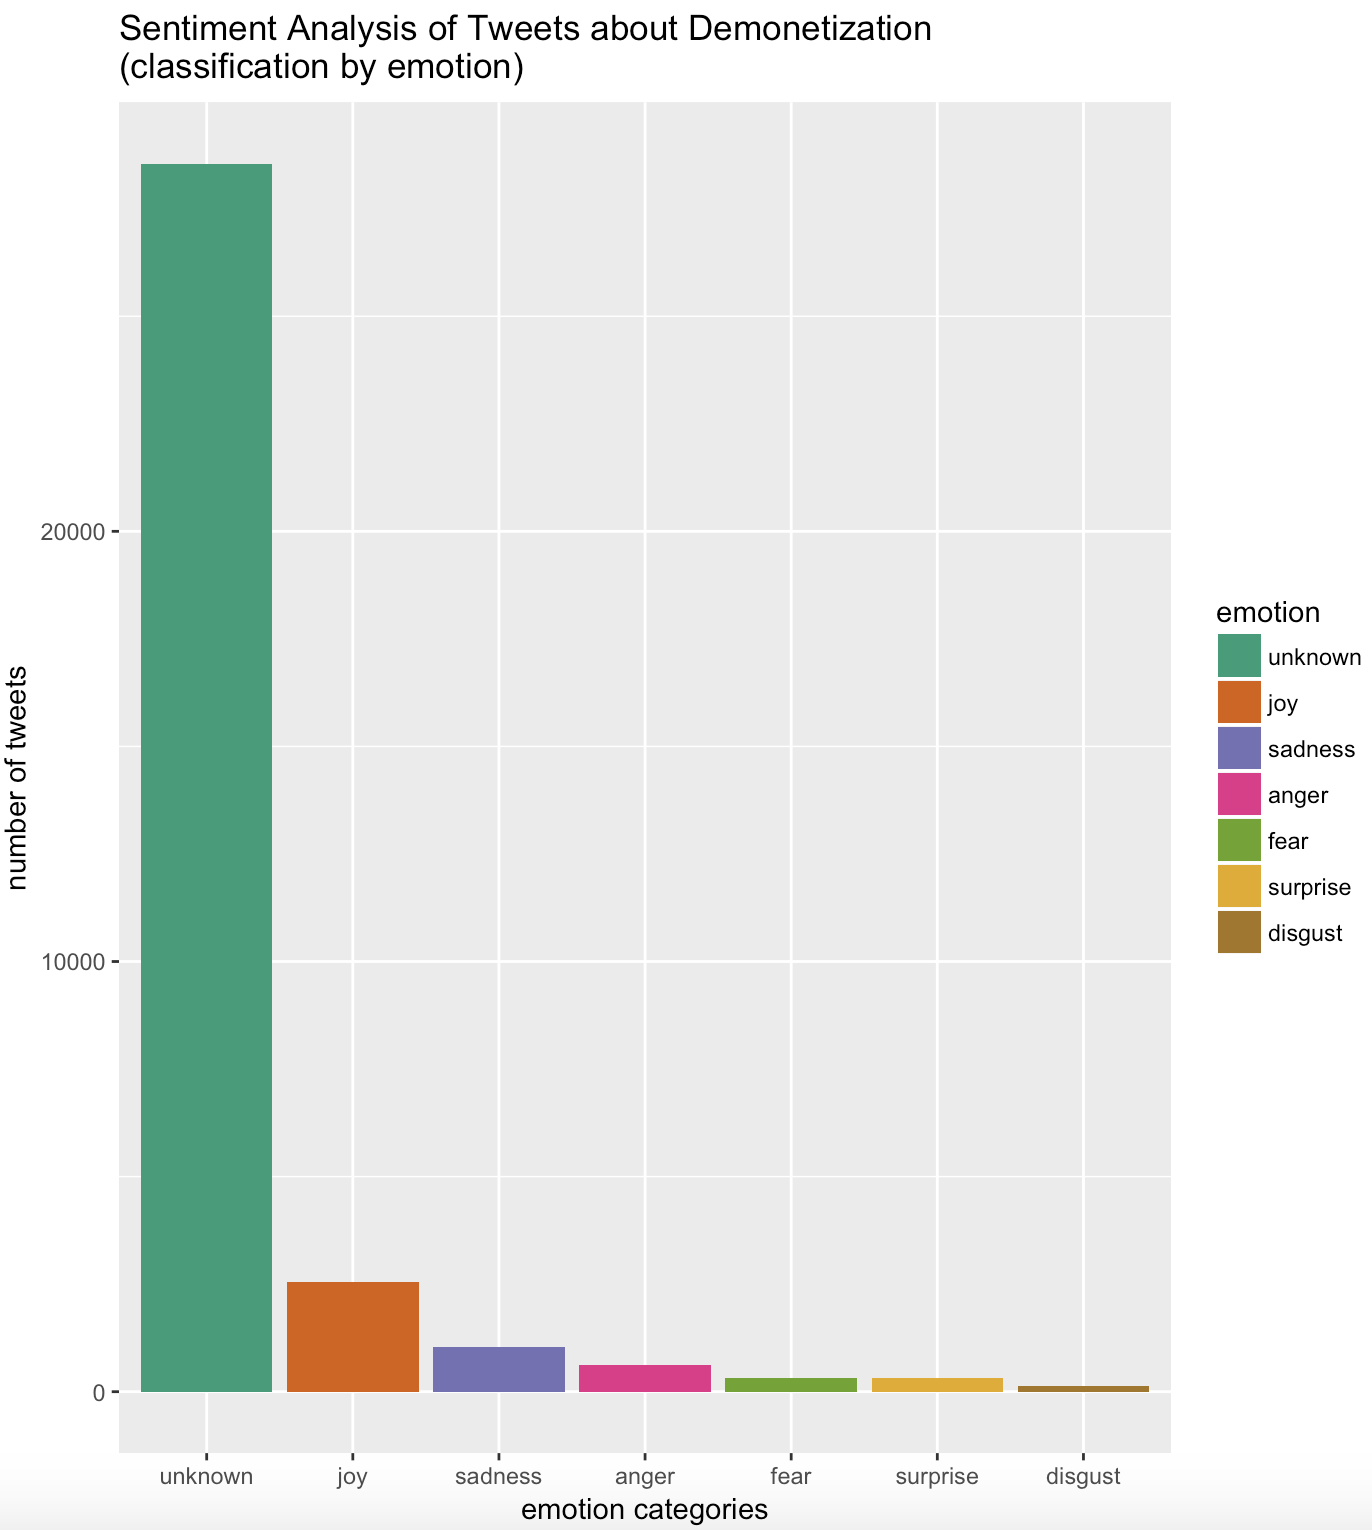 Sentiment Analysis of Tweets about Demonetization
(classification by emotion)
number of tweets
20000
10000
0
unknown
joy
sadness
anger
fear
surprise
disgust
emotion categories
emotion
unknown
joy
sadness
anger
fear
surprise
disgust